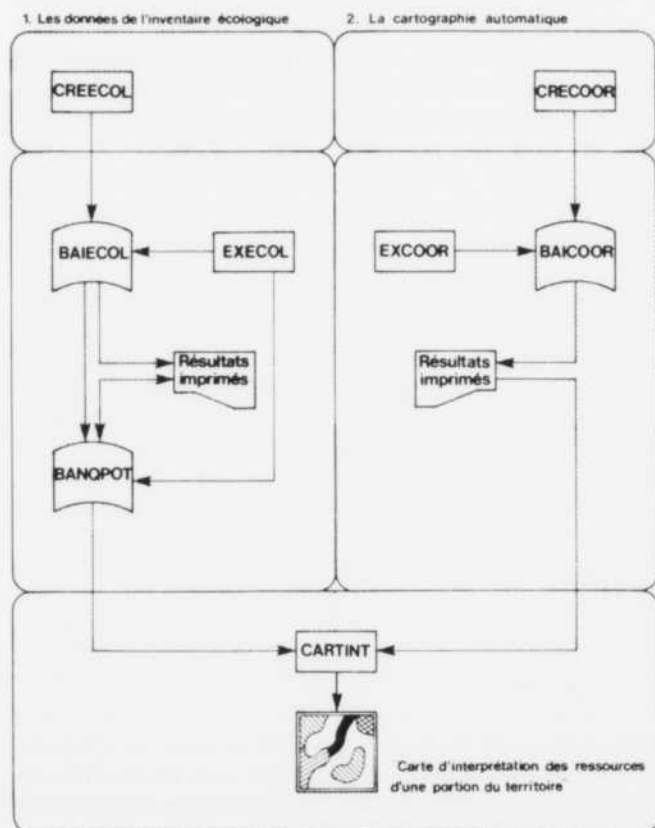 1. Les données de l'inventaire écologique
2. La cartographie automatique
CREECOL
CRECOOR
BAIECOL
EXECOL
EXCOOR
BAICOOR
Résultats
imprimés
Résultats
imprimés
BANQPOT
CARTINT
Carte d'interprétation des ressources
d'une portion du territoire